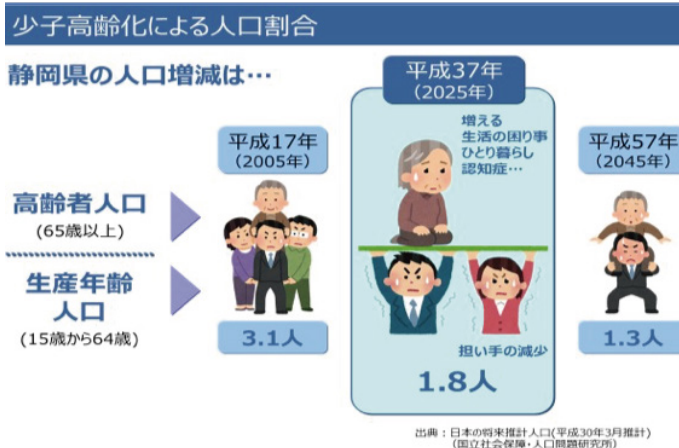 少子高齢化による人口割合
静岡県の人口増減は…
平成17年
(2005年)
平成37年
(2025年)
平成57年
(2045年)
増える
生活の困り事
ひとり暮らし
認知症…
高齢者人口
(65歳以上)
生産年齢
人口
(15歳から64歳)
担い手の減少
3.1人
1.8人
1.3人
出典：日本の将来推計人口(平成30年3月推計)
(国立社会保障・人口問題研究所)